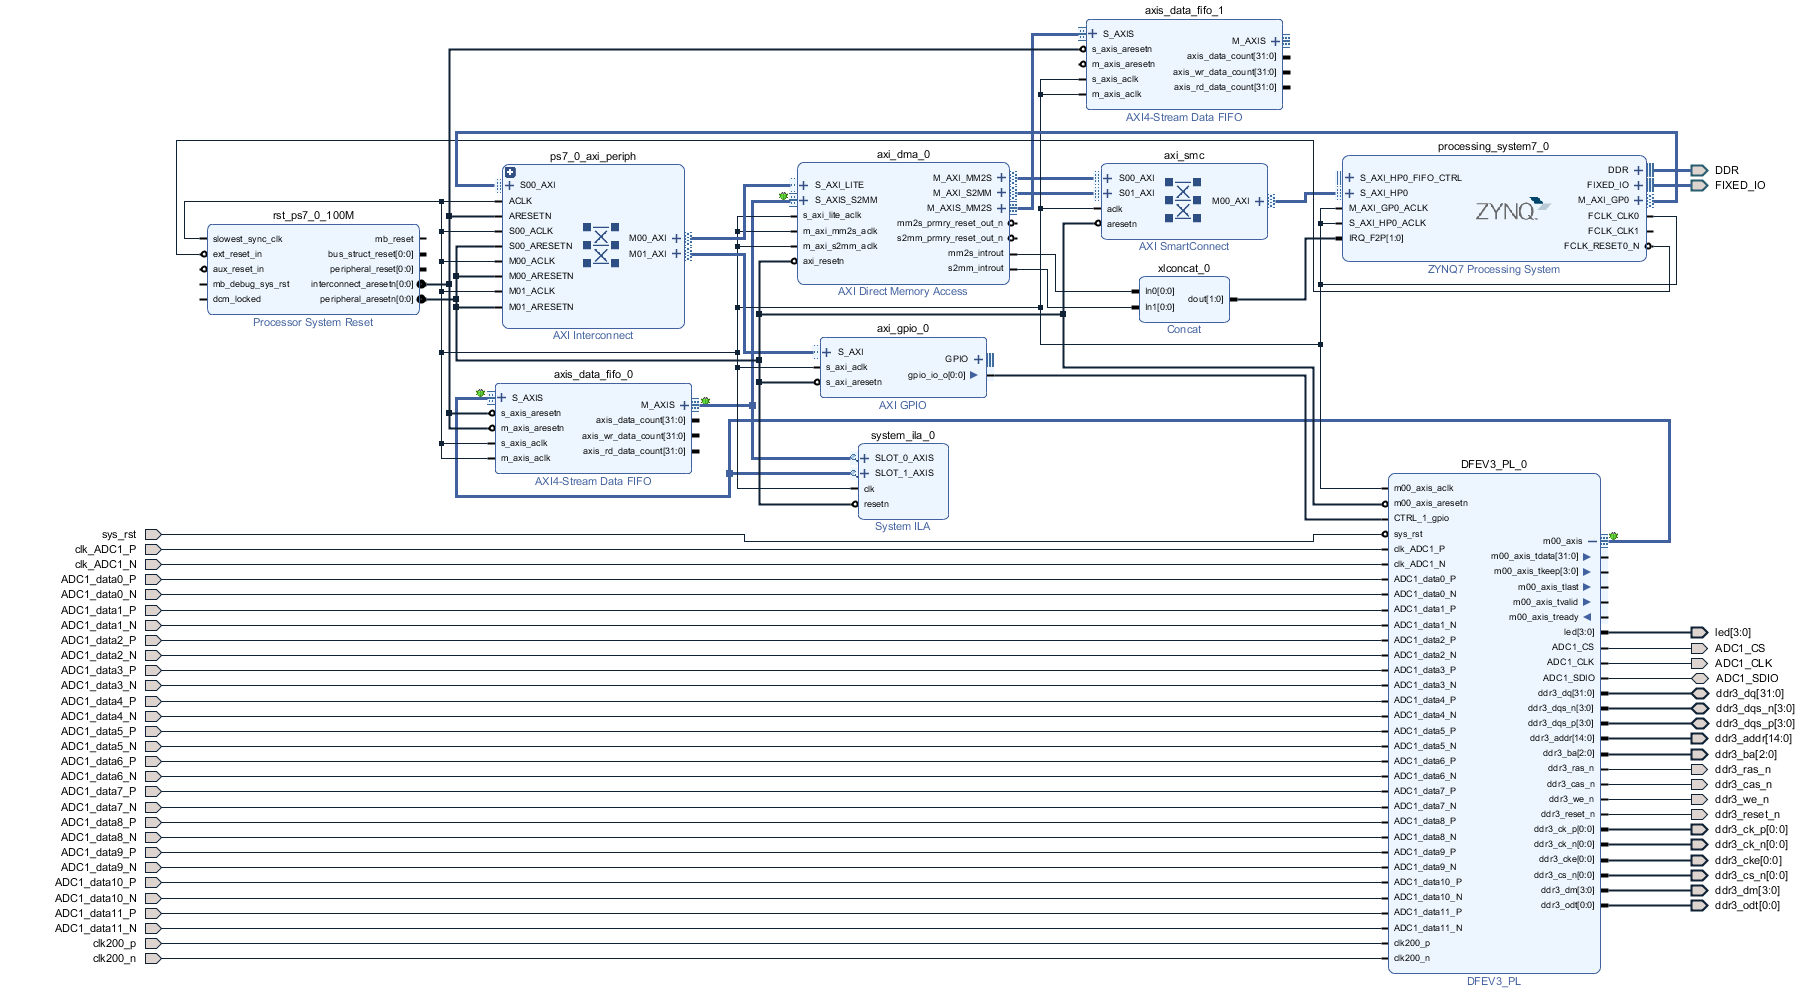 axis_data_fifo_1
S_AXIS
s_axis_aresetn
m_axis_aresetn
s_axis_aclk
m_axis_aclk
M_AXIS
axis_data_count[31:0]
axis_wr_data_count[31:0]
axis_rd_data_count[31:0]
AXI4-Stream Data FIFO
rst_ps7_0_100M
slowest_sync_clk
ext_reset_in
aux_reset_in
mb_debug_sys_rst
dcm_locked
mb_reset
bus_struct_reset[0:0]
peripheral_reset[0:0]
interconnect_aresetn[0:0]
peripheral_aresetn[0:0]
Processor System Reset
ps7_0_axi_periph
S00_AXI
ACLK
ARESETN
S00_ACLK
S00_ARESETN
M00_ACLK
M00_ARESETN
M01_ACLK
M01_ARESETN
M00_AXI
M01_AXI
AXI Interconnect
axi_dma_0
S_AXI_LITE
S_AXIS_S2MM
s_axi_lite_aclk
m_axi_mm2s_aclk
m_axi_s2mm_aclk
axi_resetn
M_AXI_MM2S
M_AXI_S2MM
M_AXIS_MM2S
mm2s_prmry_reset_out_n
s2mm_prmry_reset_out_n
mm2s_introut
s2mm_introut
AXI Direct Memory Access
axi_smc
S00_AXI
S01_AXI
aclk
aresetn
M00_AXI
AXI SmartConnect
processing_system7_0
S_AXI_HP0_FIFO_CTRL
S_AXI_HP0
M_AXI_GP0_ACLK
S_AXI_HP0_ACLK
IRQ_F2P[1:0]
ZYNQ
DDR
FIXED_IO
M_AXI_GP0
FCLK_CLK0
FCLK_CLK1
FCLK_RESET0_N
ZYNQ7 Processing System
DDR
FIXED_IO
xlconcat_0
In0[0:0]
In1[0:0]
dout[1:0]
Concat
axi_gpio_0
S_AXI
s_axi_aclk
s_axi_aresetn
GPIO
gpio_io_o[0:0]
AXI GPIO
axis_data_fifo_0
S_AXIS
s_axis_aresetn
m_axis_aresetn
s_axis_aclk
m_axis_aclk
M_AXIS
axis_data_count[31:0]
axis_wr_data_count[31:0]
axis_rd_data_count[31:0]
AXI4-Stream Data FIFO
system_ila_0
SLOT_0_AXIS
SLOT_1_AXIS
clk
resetn
System ILA
sys_rst
clk_ADC1_P
clk_ADC1_N
ADC1_data0_P
ADC1_data0_N
ADC1_data1_P
ADC1_data1_N
ADC1_data2_P
ADC1_data2_N
ADC1_data3_P
ADC1_data3_N
ADC1_data4_P
ADC1_data4_N
ADC1_data5_P
ADC1_data5_N
ADC1_data6_P
ADC1_data6_N
ADC1_data7_P
ADC1_data7_N
ADC1_data8_P
ADC1_data8_N
ADC1_data9_P
ADC1_data9_N
ADC1_data10_P
ADC1_data10_N
ADC1_data11_P
ADC1_data11_N
clk200_p
clk200_n
DFEV3_PL_0
m00_axis_aclk
m00_axis_aresetn
CTRL_1_gpio
sys_rst
clk_ADC1_P
clk_ADC1_N
ADC1_data0_P
ADC1_data0_N
ADC1_data1_P
ADC1_data1_N
ADC1_data2_P
ADC1_data2_N
ADC1_data3_P
ADC1_data3_N
ADC1_data4_P
ADC1_data4_N
ADC1_data5_P
ADC1_data5_N
ADC1_data6_P
ADC1_data6_N
ADC1_data7_P
ADC1_data7_N
ADC1_data8_P
ADC1_data8_N
ADC1_data9_P
ADC1_data9_N
ADC1_data10_P
ADC1_data10_N
ADC1_data11_P
ADC1_data11_N
clk200_p
clk200_n
m00_axis
m00_axis_tdata[31:0]
m00_axis_tkeep[3:0]
m00_axis_tlast
m00_axis_tvalid
m00_axis_tready
led[3:0]
ADC1_CS
ADC1_CLK
ADC1_SDIO
ddr3_dq[31:0]
ddr3_dqs_n[3:0]
ddr3_dqs_p[3:0]
ddr3_addr[14:0]
ddr3_ba[2:0]
ddr3_ras_n
ddr3_cas_n
ddr3_we_n
ddr3_reset_n
ddr3_ck_p[0:0]
ddr3_ck_n[0:0]
ddr3_cke[0:0]
ddr3_cs_n[0:0]
ddr3_dm[3:0]
ddr3_odt[0:0]
DFEV3_PL
led[3:0]
ADC1_CS
ADC1_CLK
ADC1_SDIO
ddr3_dq[31:0]
ddr3_dqs_n[3:0]
ddr3_dqs_p[3:0]
ddr3_addr[14:0]
ddr3_ba[2:0]
ddr3_ras_n
ddr3_cas_n
ddr3_we_n
ddr3_reset_n
ddr3_ck_p[0:0]
ddr3_ck_n[0:0]
ddr3_cke[0:0]
ddr3_cs_n[0:0]
ddr3_dm[3:0]
ddr3_odt[0:0]